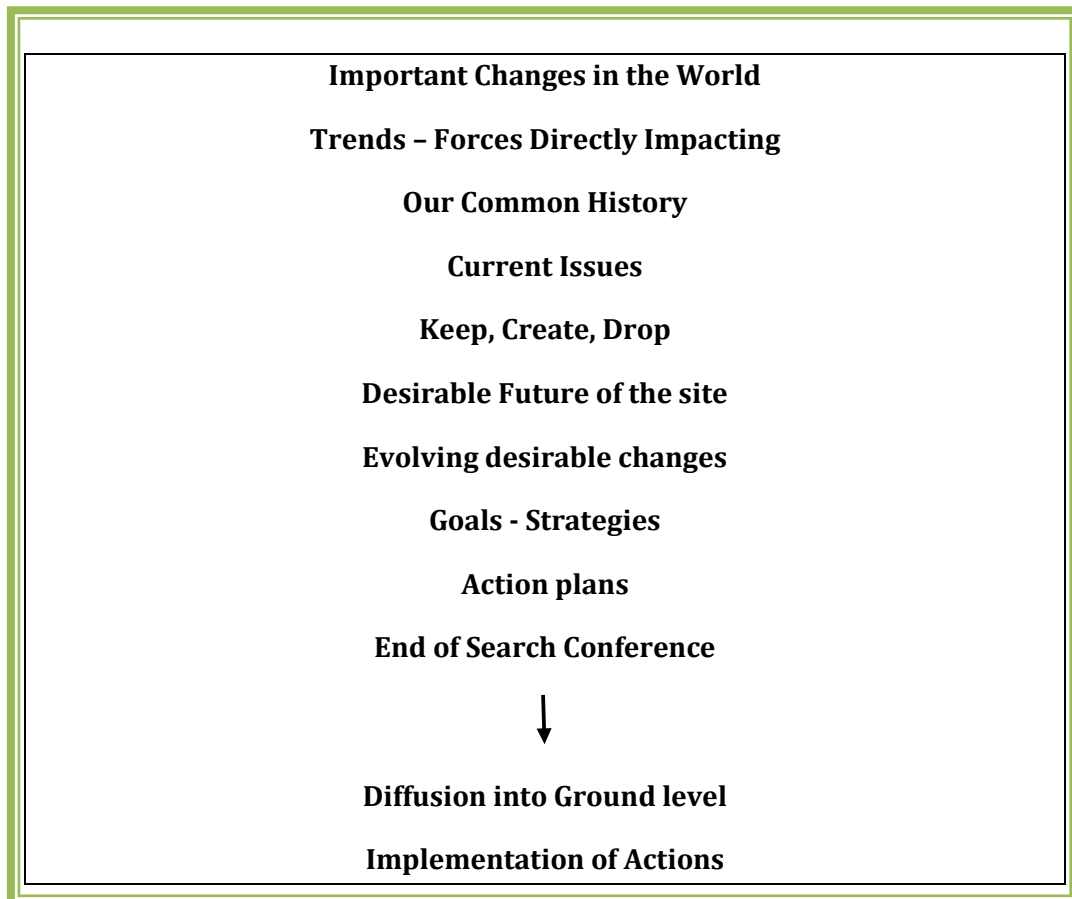 Important Changes in the World
Trends – Forces Directly Impacting
Our Common History
Current Issues
Keep, Create, Drop
Desirable Future of the site
Evolving desirable changes
Goals - Strategies
Action plans
End of Search Conference
Diffusion into Ground level
Implementation of Actions